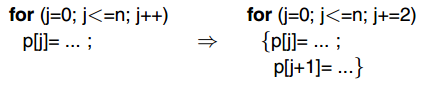 for (j=0; j<=n; j++) for (j=0; j<=n; j+=2)
p[j]= ... ; ⇒ {p[j]= ... ;
p[j+1]= ...}